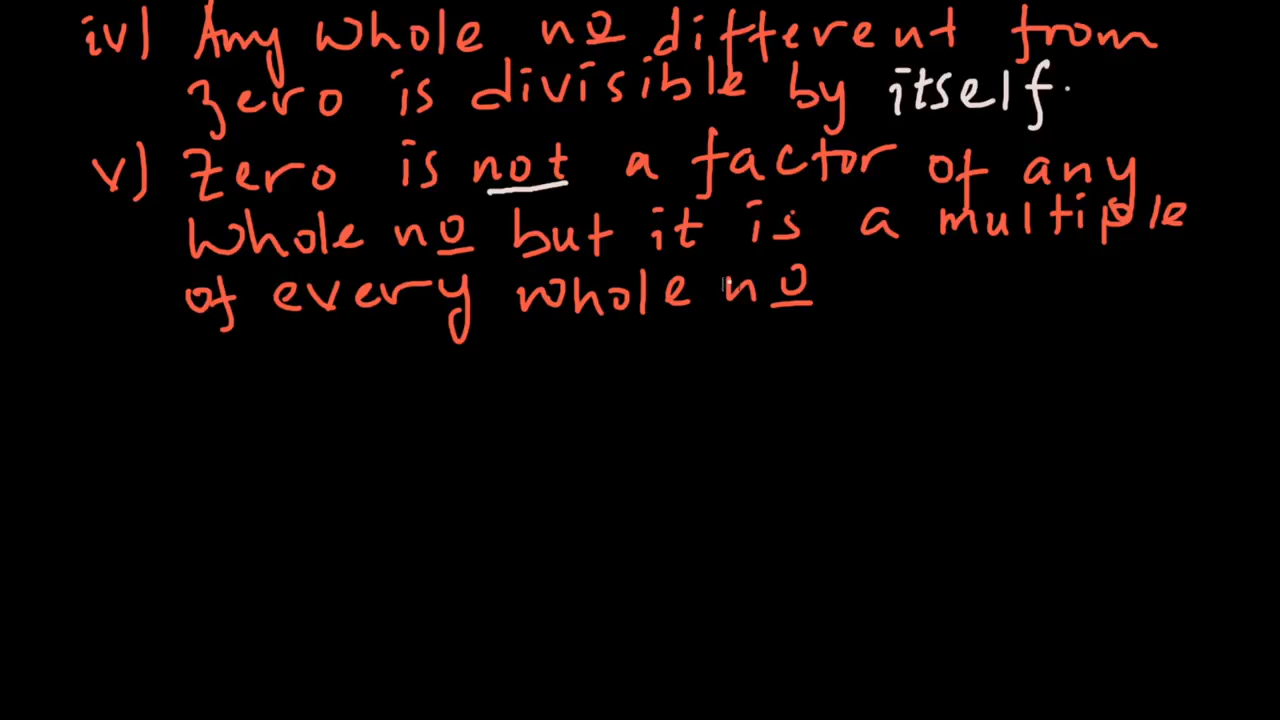 iv) Any whole no different from
zero is divisible by itself.
v) Zero is not a factor of any
whole no but it is a multiple
of every whole no